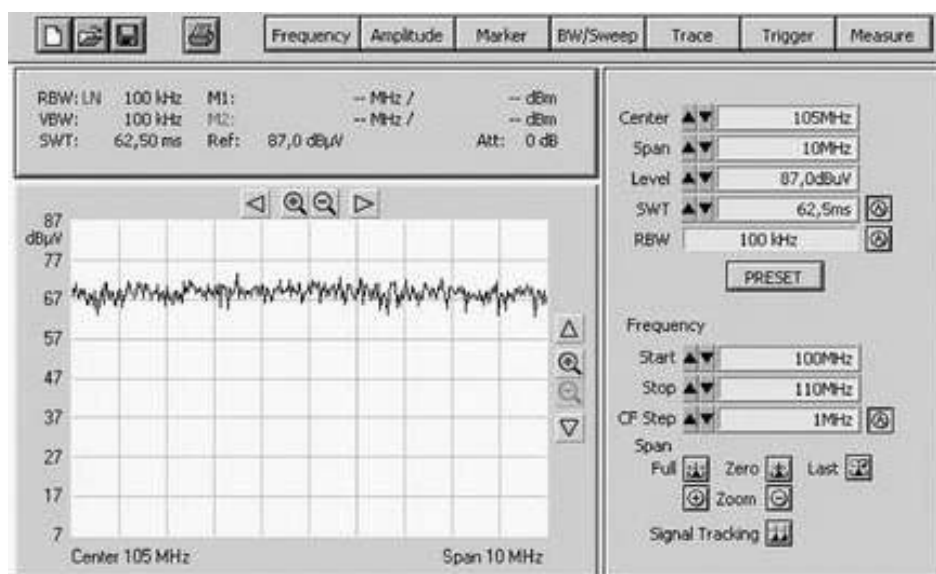 Frequency Amplitude Marker BW/Sweep Trace Trigger Measure
RBW: LN 100 kHz M1: -- MHz / -- dBm
VBW: 100 kHz M2: -- MHz / -- dBm
SWT: 62,50 ms Ref: 87,0 dBµV Att: 0 dB
87
dBµV
77
67
57
47
37
27
17
7
Center 105 MHz Span 10 MHz
Center 105MHz
Span 10MHz
Level 87,0dBuV
SWT 62,5ms
RBW 100 kHz
PRESET
Frequency
Start 100MHz
Stop 110MHz
CF Step 1MHz
Span
Full Zero Last
Zoom
Signal Tracking